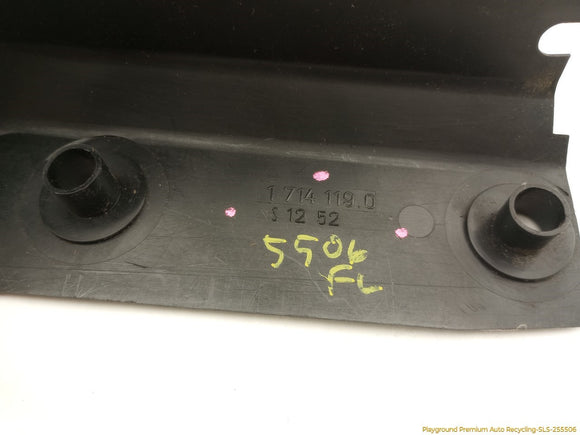 1 714 119.0
S 12 52
5506
FL
Playground Premium Auto Recycling-SLS-255506